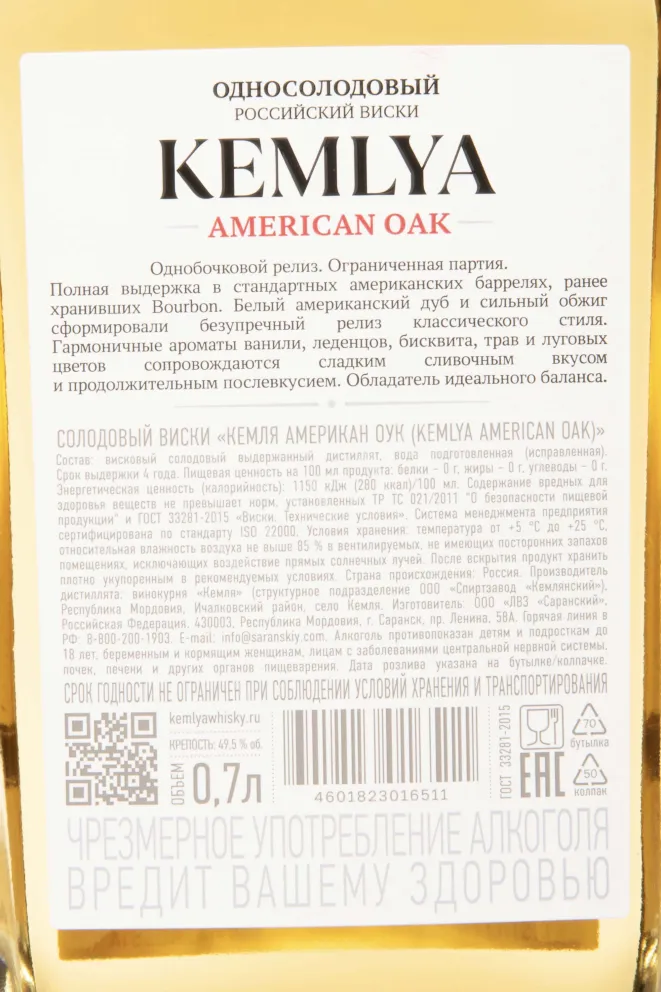 ОДНОСОЛОДОВЫЙ
РОССИЙСКИЙ ВИСКИ
KEMLYA
AMERICAN OAK
Однобочковой релиз. Ограниченная партия.
Полная выдержка в стандартных американских баррелях, ранее
хранивших Bourbon. Белый американский дуб и сильный обжиг
сформировали безупречный релиз классического стиля.
Гармоничные ароматы ванили, леденцов, бисквита, трав и луговых
цветов сопровождаются сладким сливочным вкусом
и продолжительным послевкусием. Обладатель идеального баланса.
СОЛОДОВЫЙ ВИСКИ «КЕМЛЯ АМЕРИКАН ОУК (KEMLYA AMERICAN OAK)»
Состав: висковый солодовый выдержанный дистиллят, вода подготовленная (исправленная).
Срок выдержки 4 года. Пищевая ценность на 100 мл продукта: белки - 0 г, жиры - 0 г, углеводы - 0 г.
Энергетическая ценность (калорийность): 1150 кДж (280 ккал)/100 мл. Содержание вредных для
здоровья веществ не превышает норм, установленных ТР ТС 021/2011 "О безопасности пищевой
продукции" и ГОСТ 33281-2015 «Виски. Технические условия». Система менеджмента предприятия
сертифицирована по стандарту ISO 22000. Условия хранения: температура от +5 °С до +25 °С,
относительная влажность воздуха не выше 85 % в вентилируемых, не имеющих посторонних запахов
помещениях, исключающих воздействие прямых солнечных лучей. После вскрытия продукт хранить
плотно укупоренным в рекомендуемых условиях. Страна происхождения: Россия. Производитель
дистиллята: винокурня «Кемля» (структурное подразделение ООО «Спиртзавод «Кемлянский»),
Республика Мордовия, Ичалковский район, село Кемля. Изготовитель: ООО «ЛВЗ «Саранский»,
Российская Федерация, 430003, Республика Мордовия, г. Саранск, пр. Ленина, 58А. Горячая линия в
РФ: 8-800-200-1903. E-mail: info@saranskiy.com. Алкоголь противопоказан детям и подросткам до
18 лет, беременным и кормящим женщинам, лицам с заболеваниями центральной нервной системы,
почек, печени и других органов пищеварения. Дата розлива указана на бутылке/колпачке.
СРОК ГОДНОСТИ НЕ ОГРАНИЧЕН ПРИ СОБЛЮДЕНИИ УСЛОВИЙ ХРАНЕНИЯ И ТРАНСПОРТИРОВАНИЯ
kemlyawhisky.ru
КРЕПОСТЬ: 49,5 % об.
ОБЪЕМ 0,7л
4601823016511
ГОСТ 33281-2015
EAC
70
бутылка
50
колпак
ЧРЕЗМЕРНОЕ УПОТРЕБЛЕНИЕ АЛКОГОЛЯ
ВРЕДИТ ВАШЕМУ ЗДОРОВЬЮ